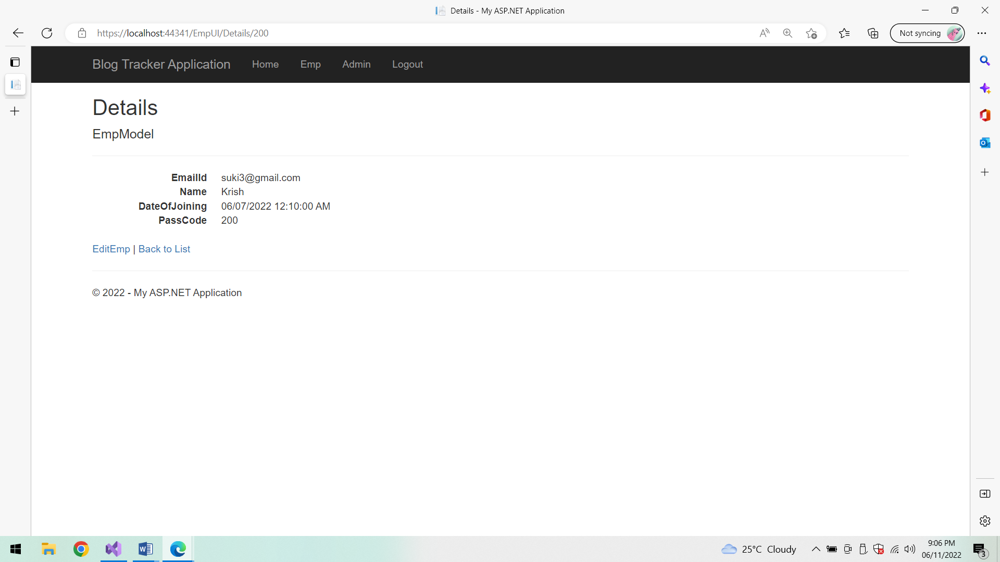 Details - My ASP.NET Application
https://localhost:44341/EmpUI/Details/200
Not syncing
Blog Tracker Application Home Emp Admin Logout
Details
EmpModel
EmailId suki3@gmail.com
Name Krish
DateOfJoining 06/07/2022 12:10:00 AM
PassCode 200
EditEmp | Back to List
© 2022 - My ASP.NET Application
25°C Cloudy
9:06 PM
06/11/2022
3